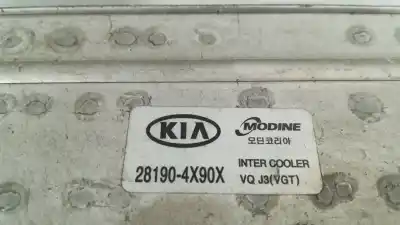 KIA MODINE
모딘코리아
28190-4X90X INTER COOLER
VQ J3(VGT)